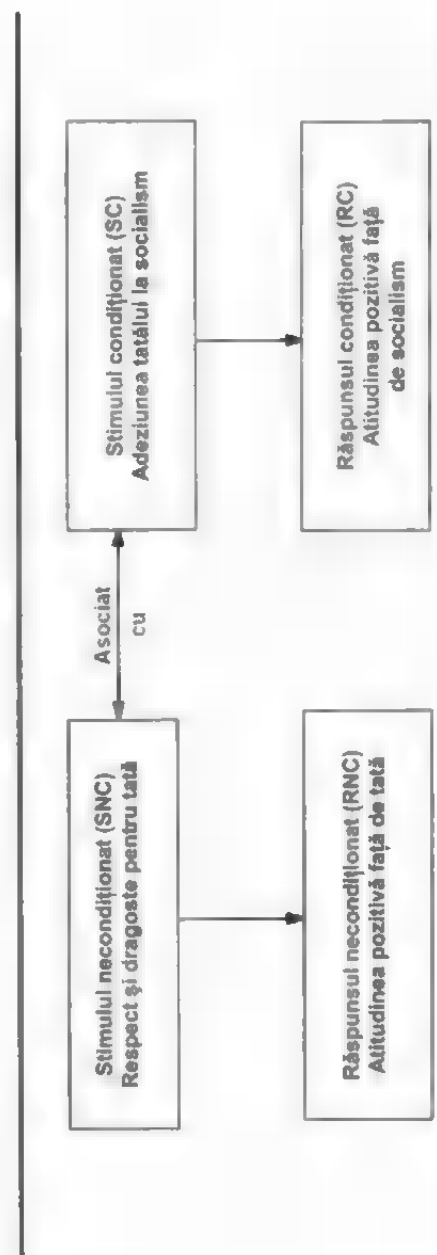 Stimulul necondiționat (SNC)
Respect și dragoste pentru tată
Asociat
cu
Stimulul condiționat (SC)
Adeziunea tatălui la socialism
Răspunsul necondiționat (RNC)
Atitudinea pozitivă față de tată
Răspunsul condiționat (RC)
Atitudinea pozitivă față
de socialism